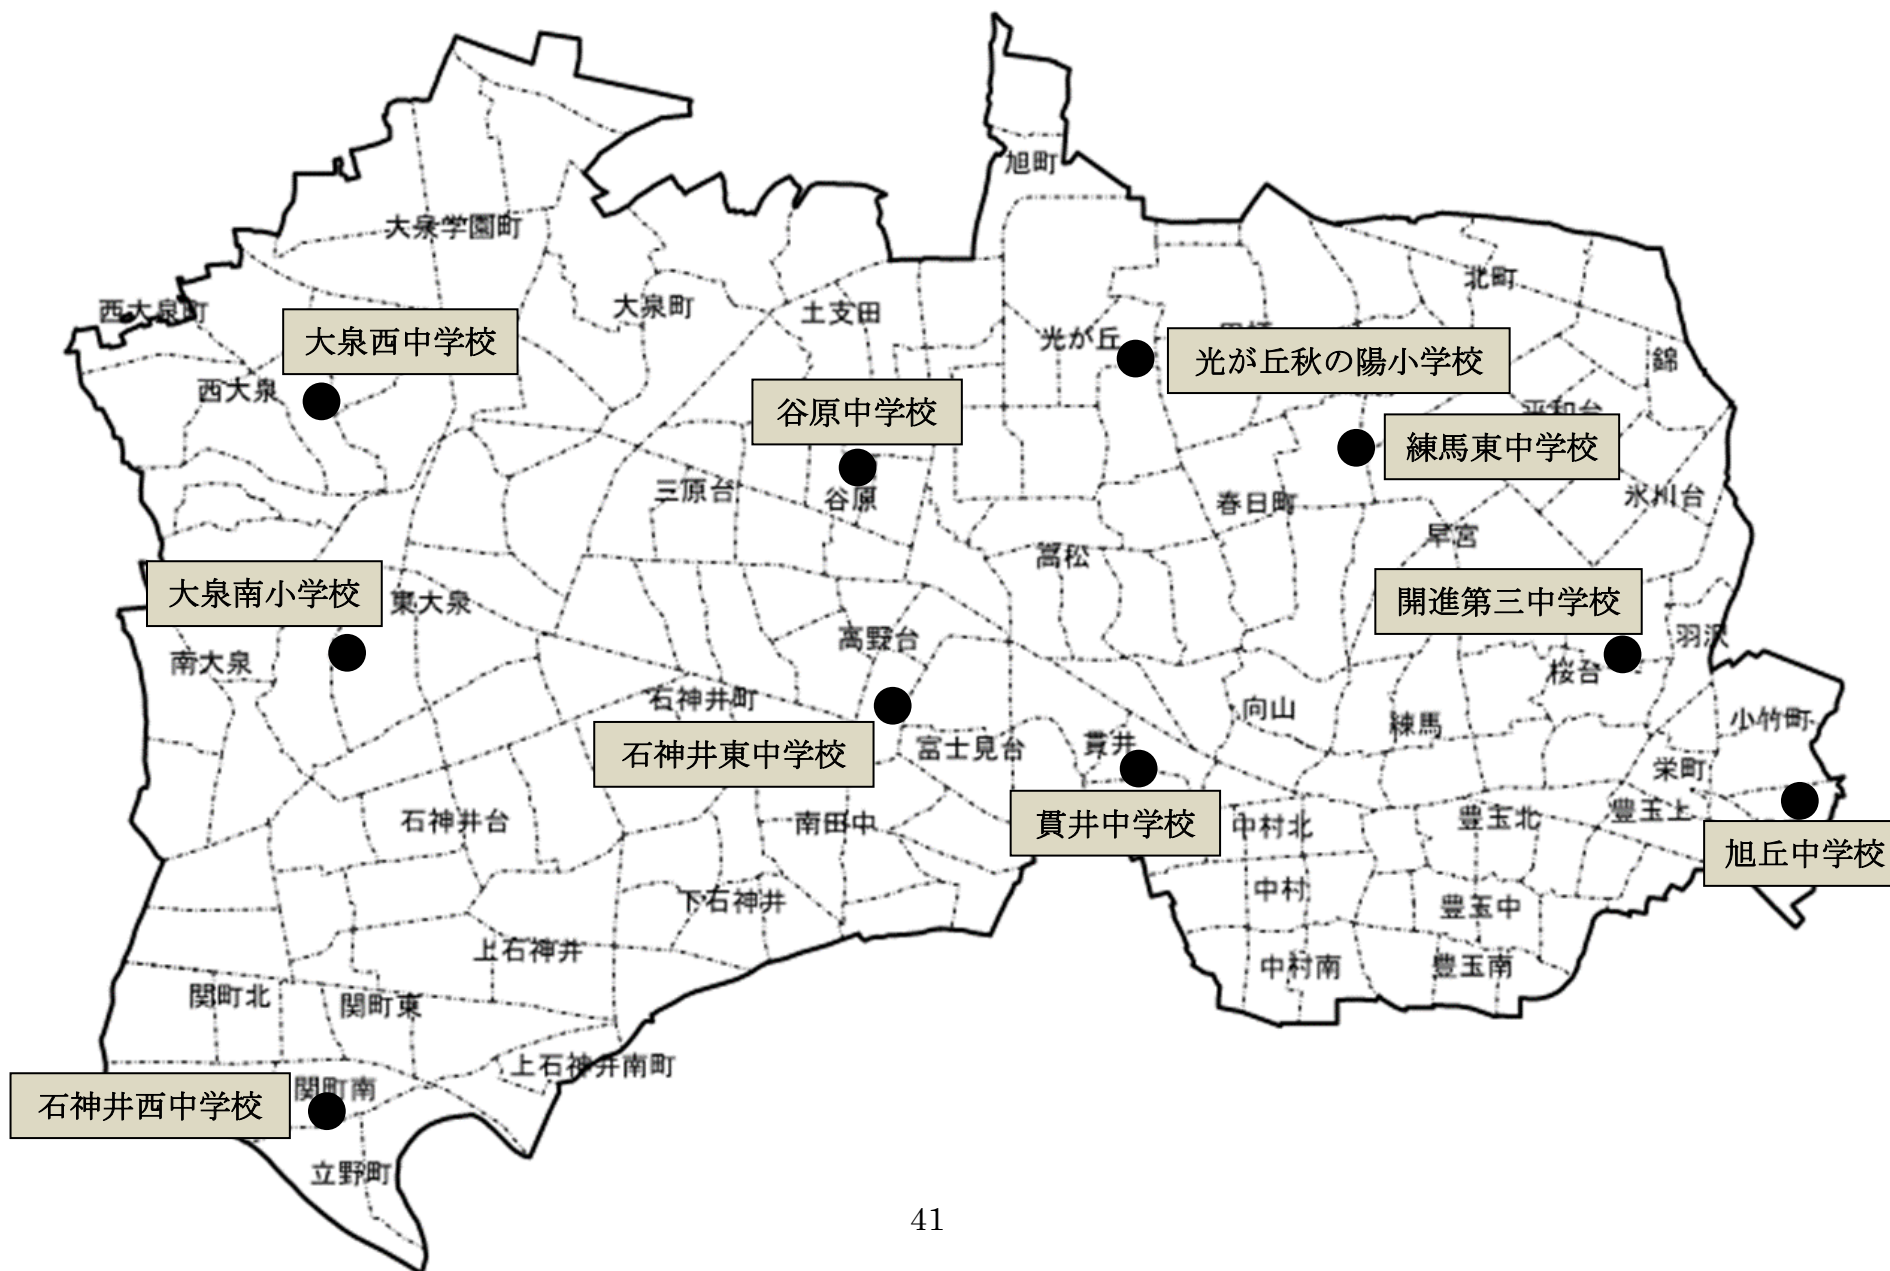 旭町
大泉学園町
北町
西大泉町
大泉町
土支田
光が丘
大泉西中学校
光が丘秋の陽小学校
錦
西大泉
谷原中学校
平和台
練馬東中学校
三原台
谷原
春日町
氷川台
早宮
高松
大泉南小学校
東大泉
開進第三中学校
高野台
羽沢
南大泉
桜台
石神井町
向山
練馬
小竹町
石神井東中学校
富士見台
貫井
栄町
石神井台
南田中
貫井中学校
中村北
豊玉北
豊玉上
旭丘中学校
下石神井
中村
豊玉中
上石神井
中村南
豊玉南
関町北
関町東
上石神井南町
関町南
石神井西中学校
立野町
41